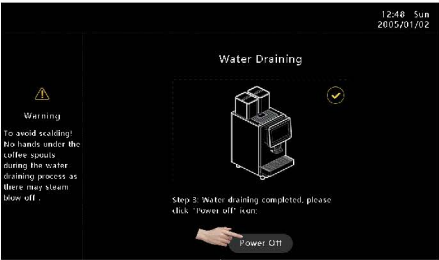 12:48 Sun
2005/01/02
Water Draining
Warning
To avoid scalding!
No hands under the
coffee spouts
during the water
draining process as
there may steam
blow off .
Step 3: Water draining completed, please
click "Power off" icon;
Power Off